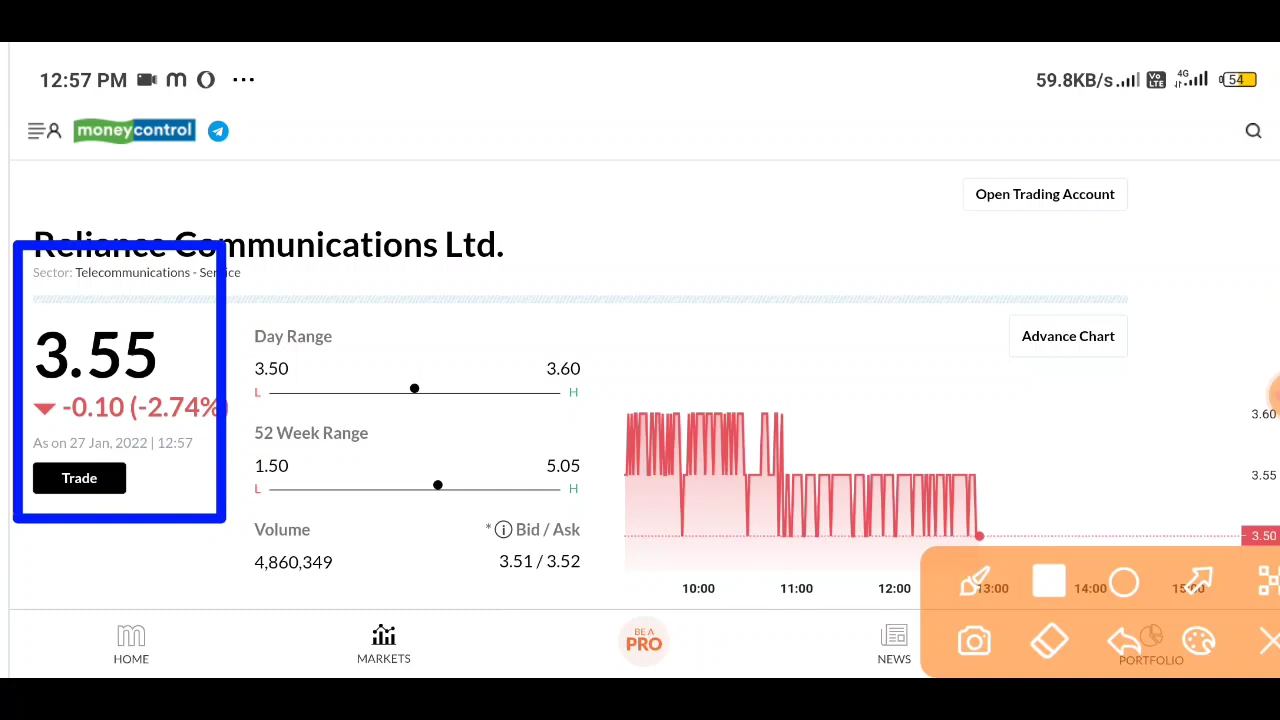 12:57 PM ... 59.8KB/s Vo LTE 4G 54
moneycontrol
Open Trading Account
Reliance Communications Ltd.
Sector: Telecommunications - Service
3.55
-0.10 (-2.74%)
As on 27 Jan, 2022 | 12:57
Trade
Day Range
3.50 3.60
L H
52 Week Range
1.50 5.05
L H
Volume * i Bid / Ask
4,860,349 3.51 / 3.52
Advance Chart
3.60
3.55
3.50
10:00 11:00 12:00 13:00 14:00
HOME
MARKETS
BE A
PRO
NEWS
PORTFOLIO